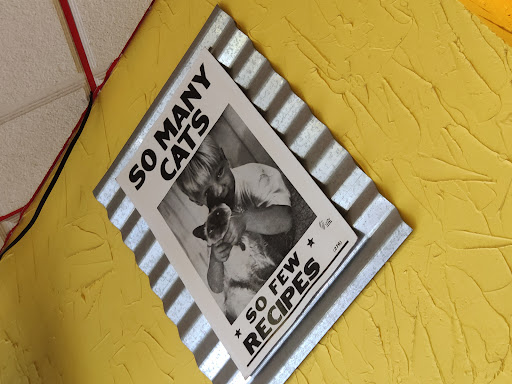 SO MANY
CATS
★ SO FEW ★
RECIPES